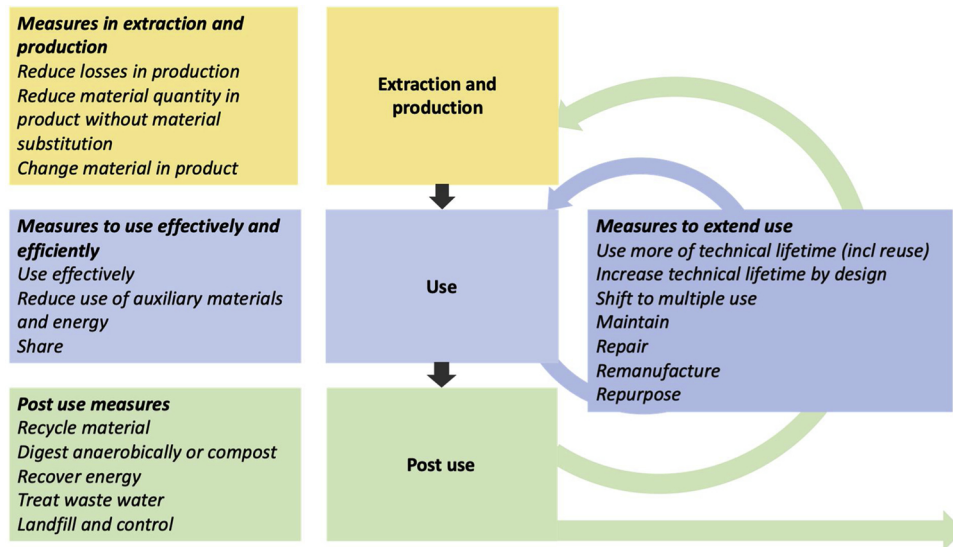 Measures in extraction and
production
Reduce losses in production
Reduce material quantity in
product without material
substitution
Change material in product
Extraction and
production
Measures to use effectively and
efficiently
Use effectively
Reduce use of auxiliary materials
and energy
Share
Use
Measures to extend use
Use more of technical lifetime (incl reuse)
Increase technical lifetime by design
Shift to multiple use
Maintain
Repair
Remanufacture
Repurpose
Post use measures
Recycle material
Digest anaerobically or compost
Recover energy
Treat waste water
Landfill and control
Post use